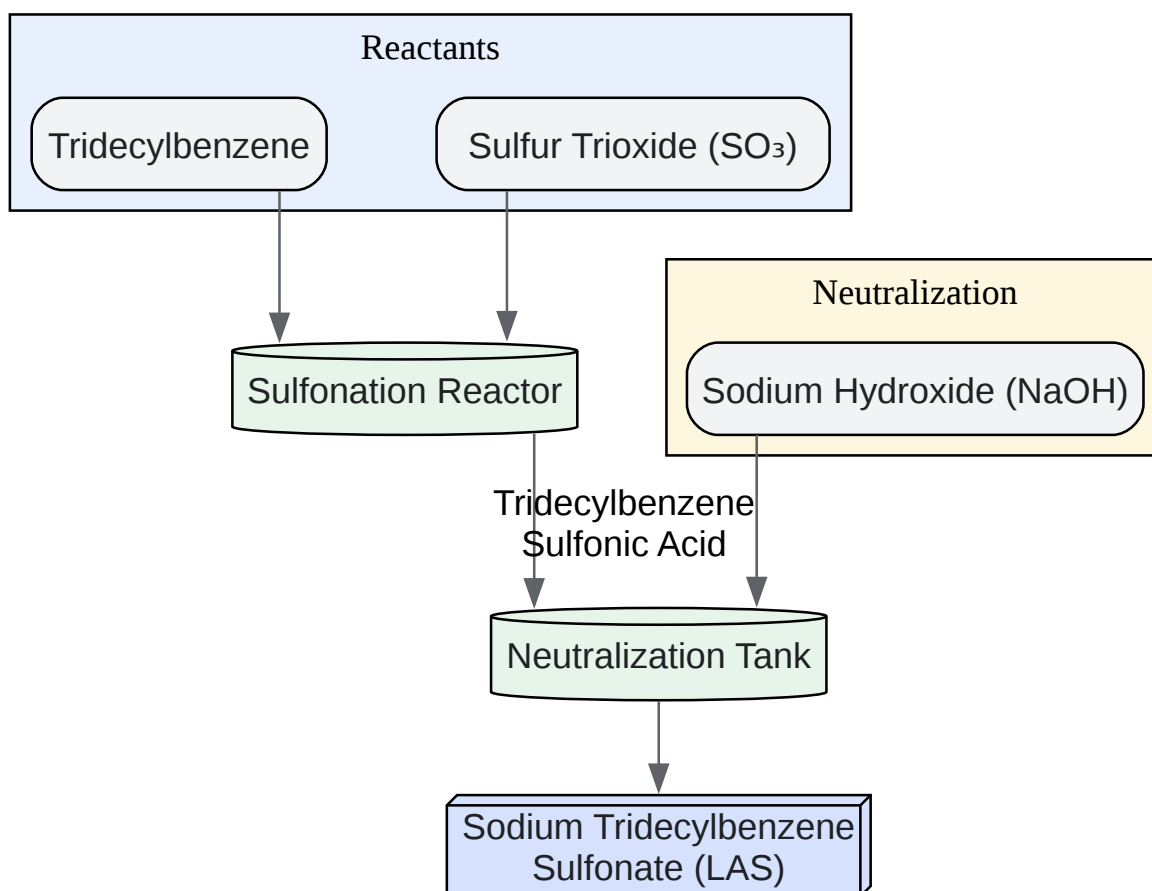 Reactants
Tridecylbenzene
Sulfur Trioxide (SO₃)
Neutralization
Sulfonation Reactor
Sodium Hydroxide (NaOH)
Tridecylbenzene
Sulfonic Acid
Neutralization Tank
Sodium Tridecylbenzene
Sulfonate (LAS)